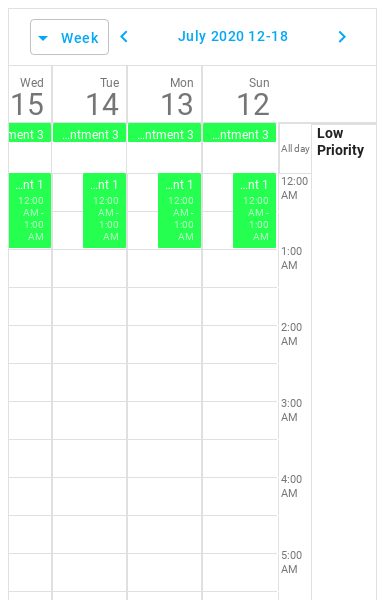 Week
July 2020 12-18
Wed Tue Mon Sun
15 14 13 12
ment 3 ...ntment 3 ...ntment 3 ...ntment 3
All day
Low
Priority
...nt 1 ...nt 1 ...nt 1 ...nt 1
12:00 12:00 12:00 12:00
AM - AM - AM - AM -
1:00 1:00 1:00 1:00
AM AM AM AM
12:00
AM
1:00
AM
2:00
AM
3:00
AM
4:00
AM
5:00
AM